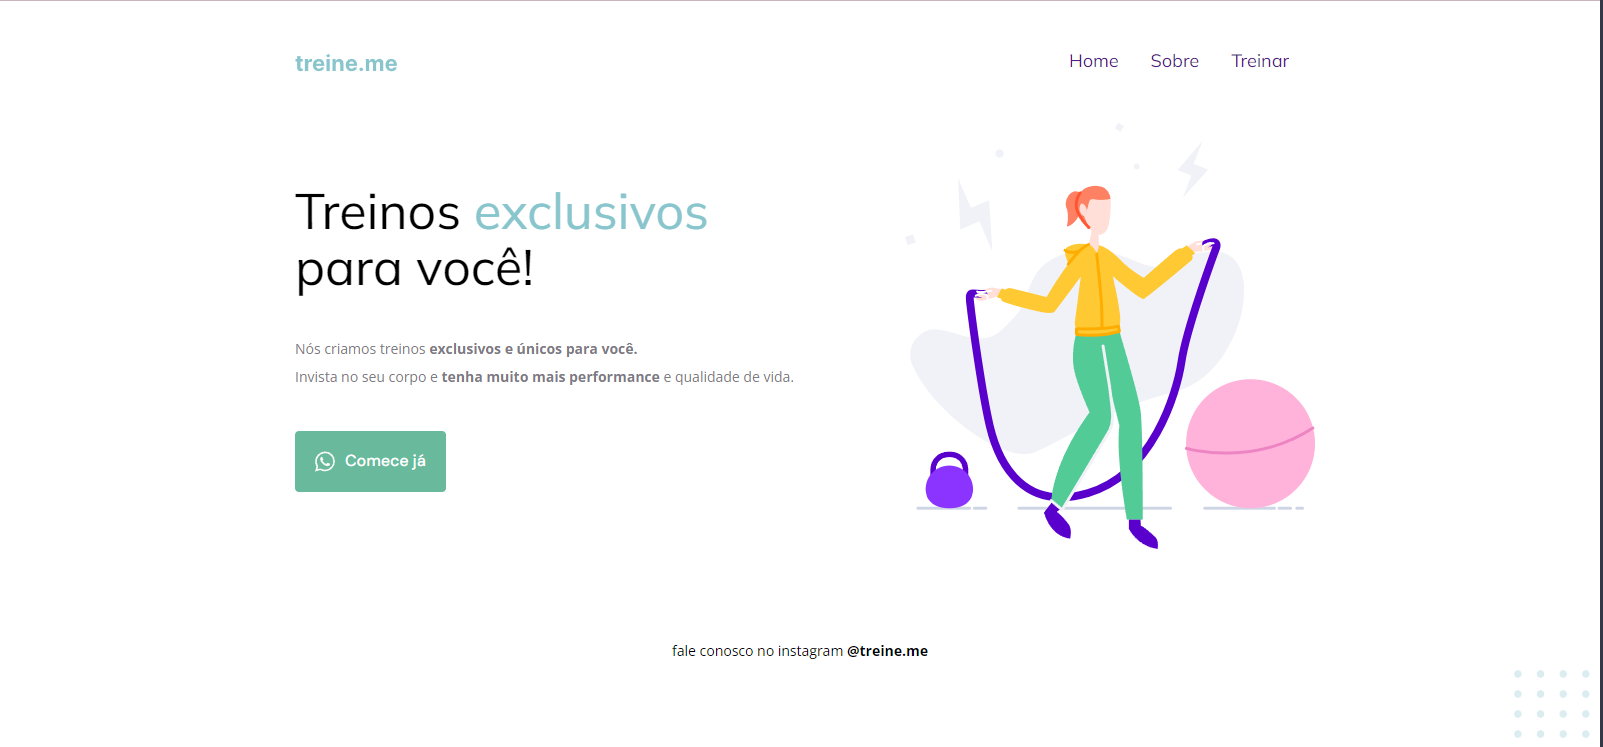 treine.me
Home Sobre Treinar
Treinos exclusivos
para você!
Nós criamos treinos exclusivos e únicos para você.
Invista no seu corpo e tenha muito mais performance e qualidade de vida.
Comece já
fale conosco no instagram @treine.me